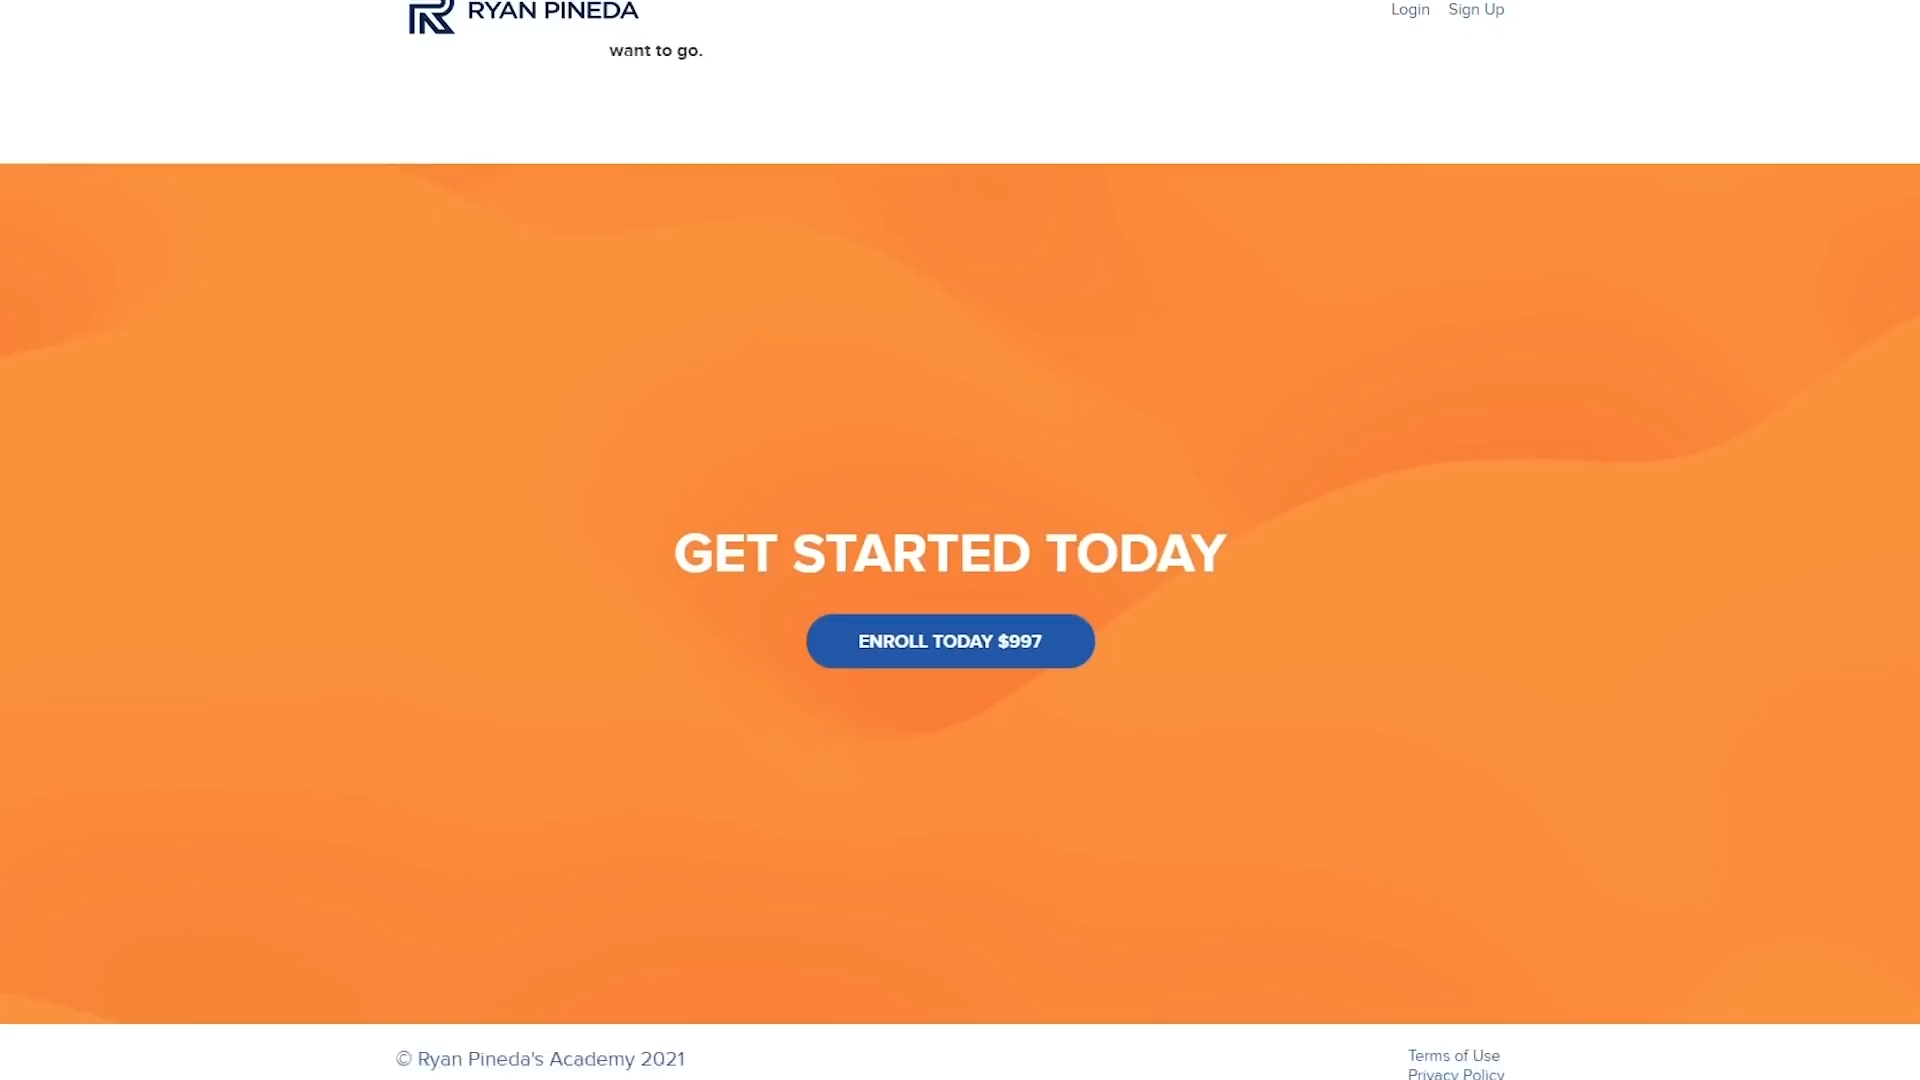 RYAN PINEDA
Login Sign Up
want to go.
GET STARTED TODAY
ENROLL TODAY $997
© Ryan Pineda's Academy 2021
Terms of Use
Privacy Policy